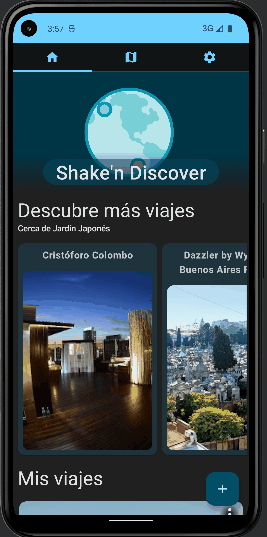 3:57
3G
Shake'n Discover
Descubre más viajes
Cerca de Jardín Japonés
Cristóforo Colombo
Dazzler by Wy
Buenos Aires
Mis viajes
+